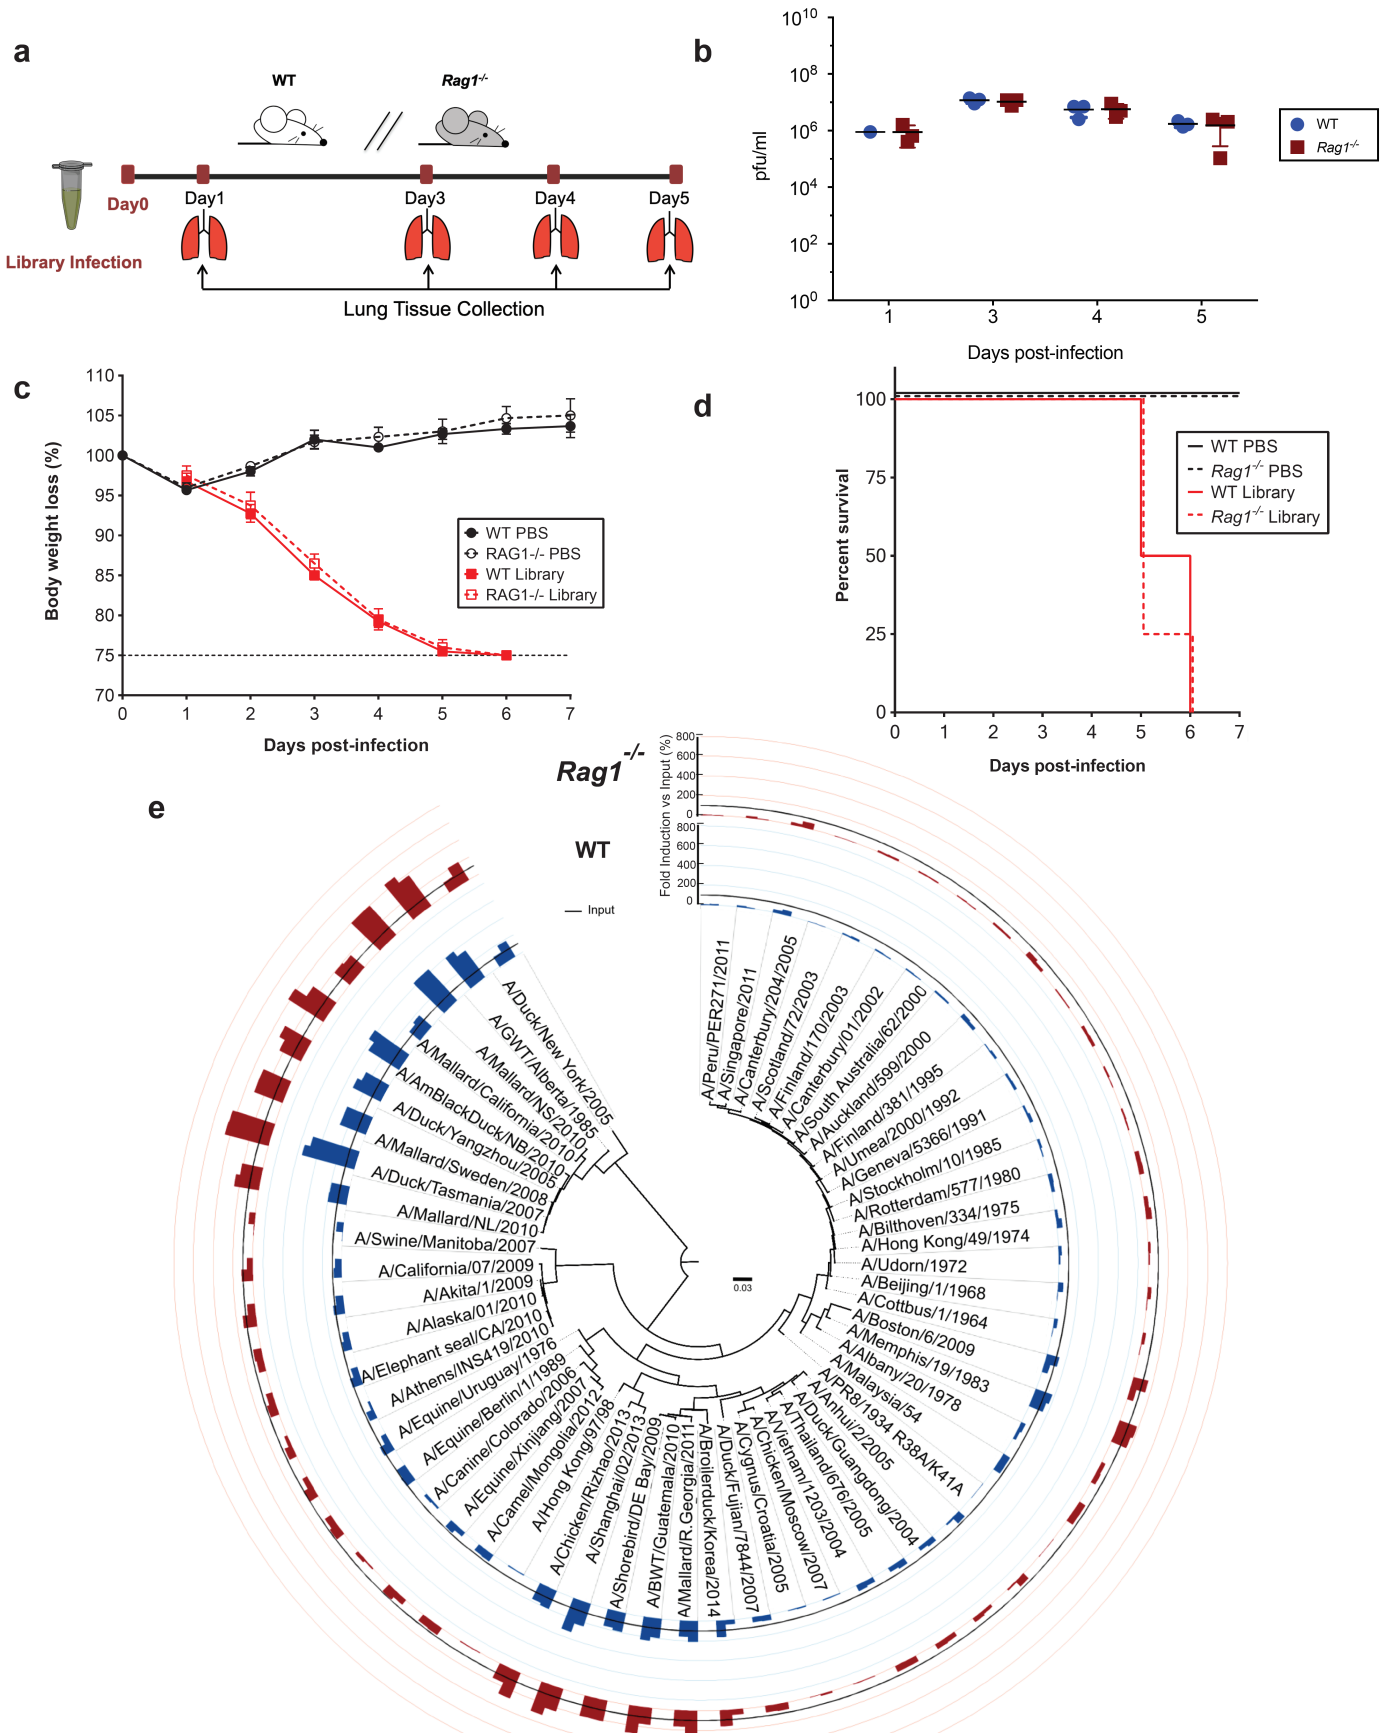 a
WT
Rag1-/-
Day0
Day1
Day3
Day4
Day5
Library Infection
Lung Tissue Collection
b
pfu/ml
10^10
10^8
10^6
10^4
10^2
10^0
1
3
4
5
Days post-infection
WT
Rag1-/-
c
Body weight loss (%)
110
105
100
95
90
85
80
75
70
0
1
2
3
4
5
6
7
Days post-infection
WT PBS
RAG1-/- PBS
WT Library
RAG1-/- Library
d
Percent survival
100
75
50
25
0
0
1
2
3
4
5
6
7
Days post-infection
WT PBS
Rag1-/- PBS
WT Library
Rag1-/- Library
e
Rag1-/-
WT
Input
Fold Induction vs Input (%)
800
600
400
200
0
800
600
400
200
0
A/Peru/PER271/2011
A/Singapore/2011
A/Canterbury/204/2005
A/Scotland/72/2003
A/Finland/170/2003
A/Canterbury/01/2002
A/South Australia/62/2000
A/Auckland/599/2000
A/Finland/381/1995
A/Umea/2000/1992
A/Geneva/5366/1991
A/Stockholm/10/1985
A/Rotterdam/577/1980
A/Bilthoven/334/1975
A/Hong Kong/49/1974
A/Udorn/1972
A/Beijing/1/1968
A/Cottbus/1/1964
A/Boston/6/2009
A/Memphis/19/1983
A/Albany/20/1978
A/Malaysia/54
A/PR8/1934 R38A/K41A
A/Anhui/2/2005
A/Duck/Guangdong/2004
A/Thailand/676/2005
A/Vietnam/1203/2004
A/Chicken/Moscow/2007
A/Cygnus/Croatia/2005
A/Duck/Fujian/7844/2007
A/Broilerduck/Korea/2014
A/Mallard/R.Georgia/2011
A/BWT/Guatemala/2010
A/Shorebird/DE Bay/2009
A/Shanghai/02/2013
A/Chicken/Rizhao/2013
A/Hong Kong/97/98
A/Camel/Mongolia/2012
A/Equine/Xinjiang/2007
A/Canine/Colorado/2006
A/Equine/Berlin/1/1989
A/Equine/Uruguay/1976
A/Athens/INS419/2010
A/Elephant seal/CA/2010
A/Alaska/01/2010
A/Akita/1/2009
A/California/07/2009
A/Swine/Manitoba/2007
A/Mallard/NL/2010
A/Duck/Tasmania/2007
A/Mallard/Sweden/2008
A/Duck/Yangzhou/2005
A/AmBlackDuck/NB/2010
A/Mallard/California/2010
A/Mallard/NS/2010
A/GWT/Alberta/1985
A/Duck/New York/2005
0.03